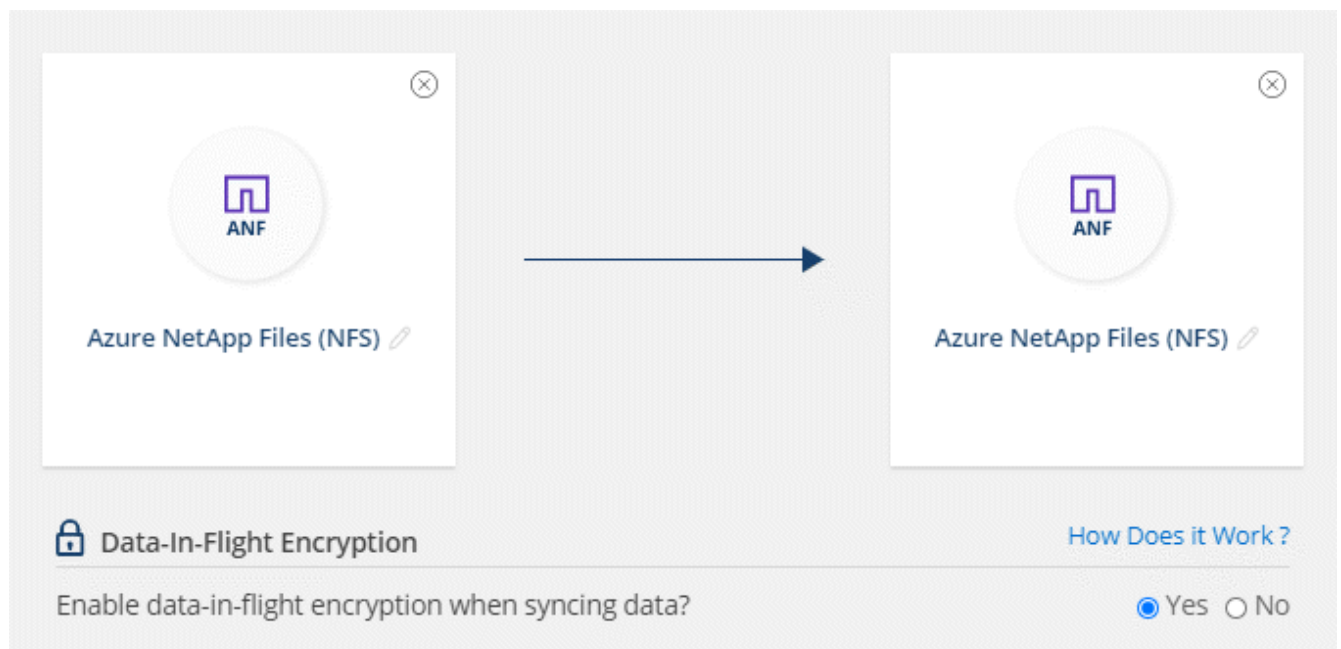 ANF
Azure NetApp Files (NFS)
ANF
Azure NetApp Files (NFS)
Data-In-Flight Encryption
How Does it Work ?
Enable data-in-flight encryption when syncing data?
Yes
No